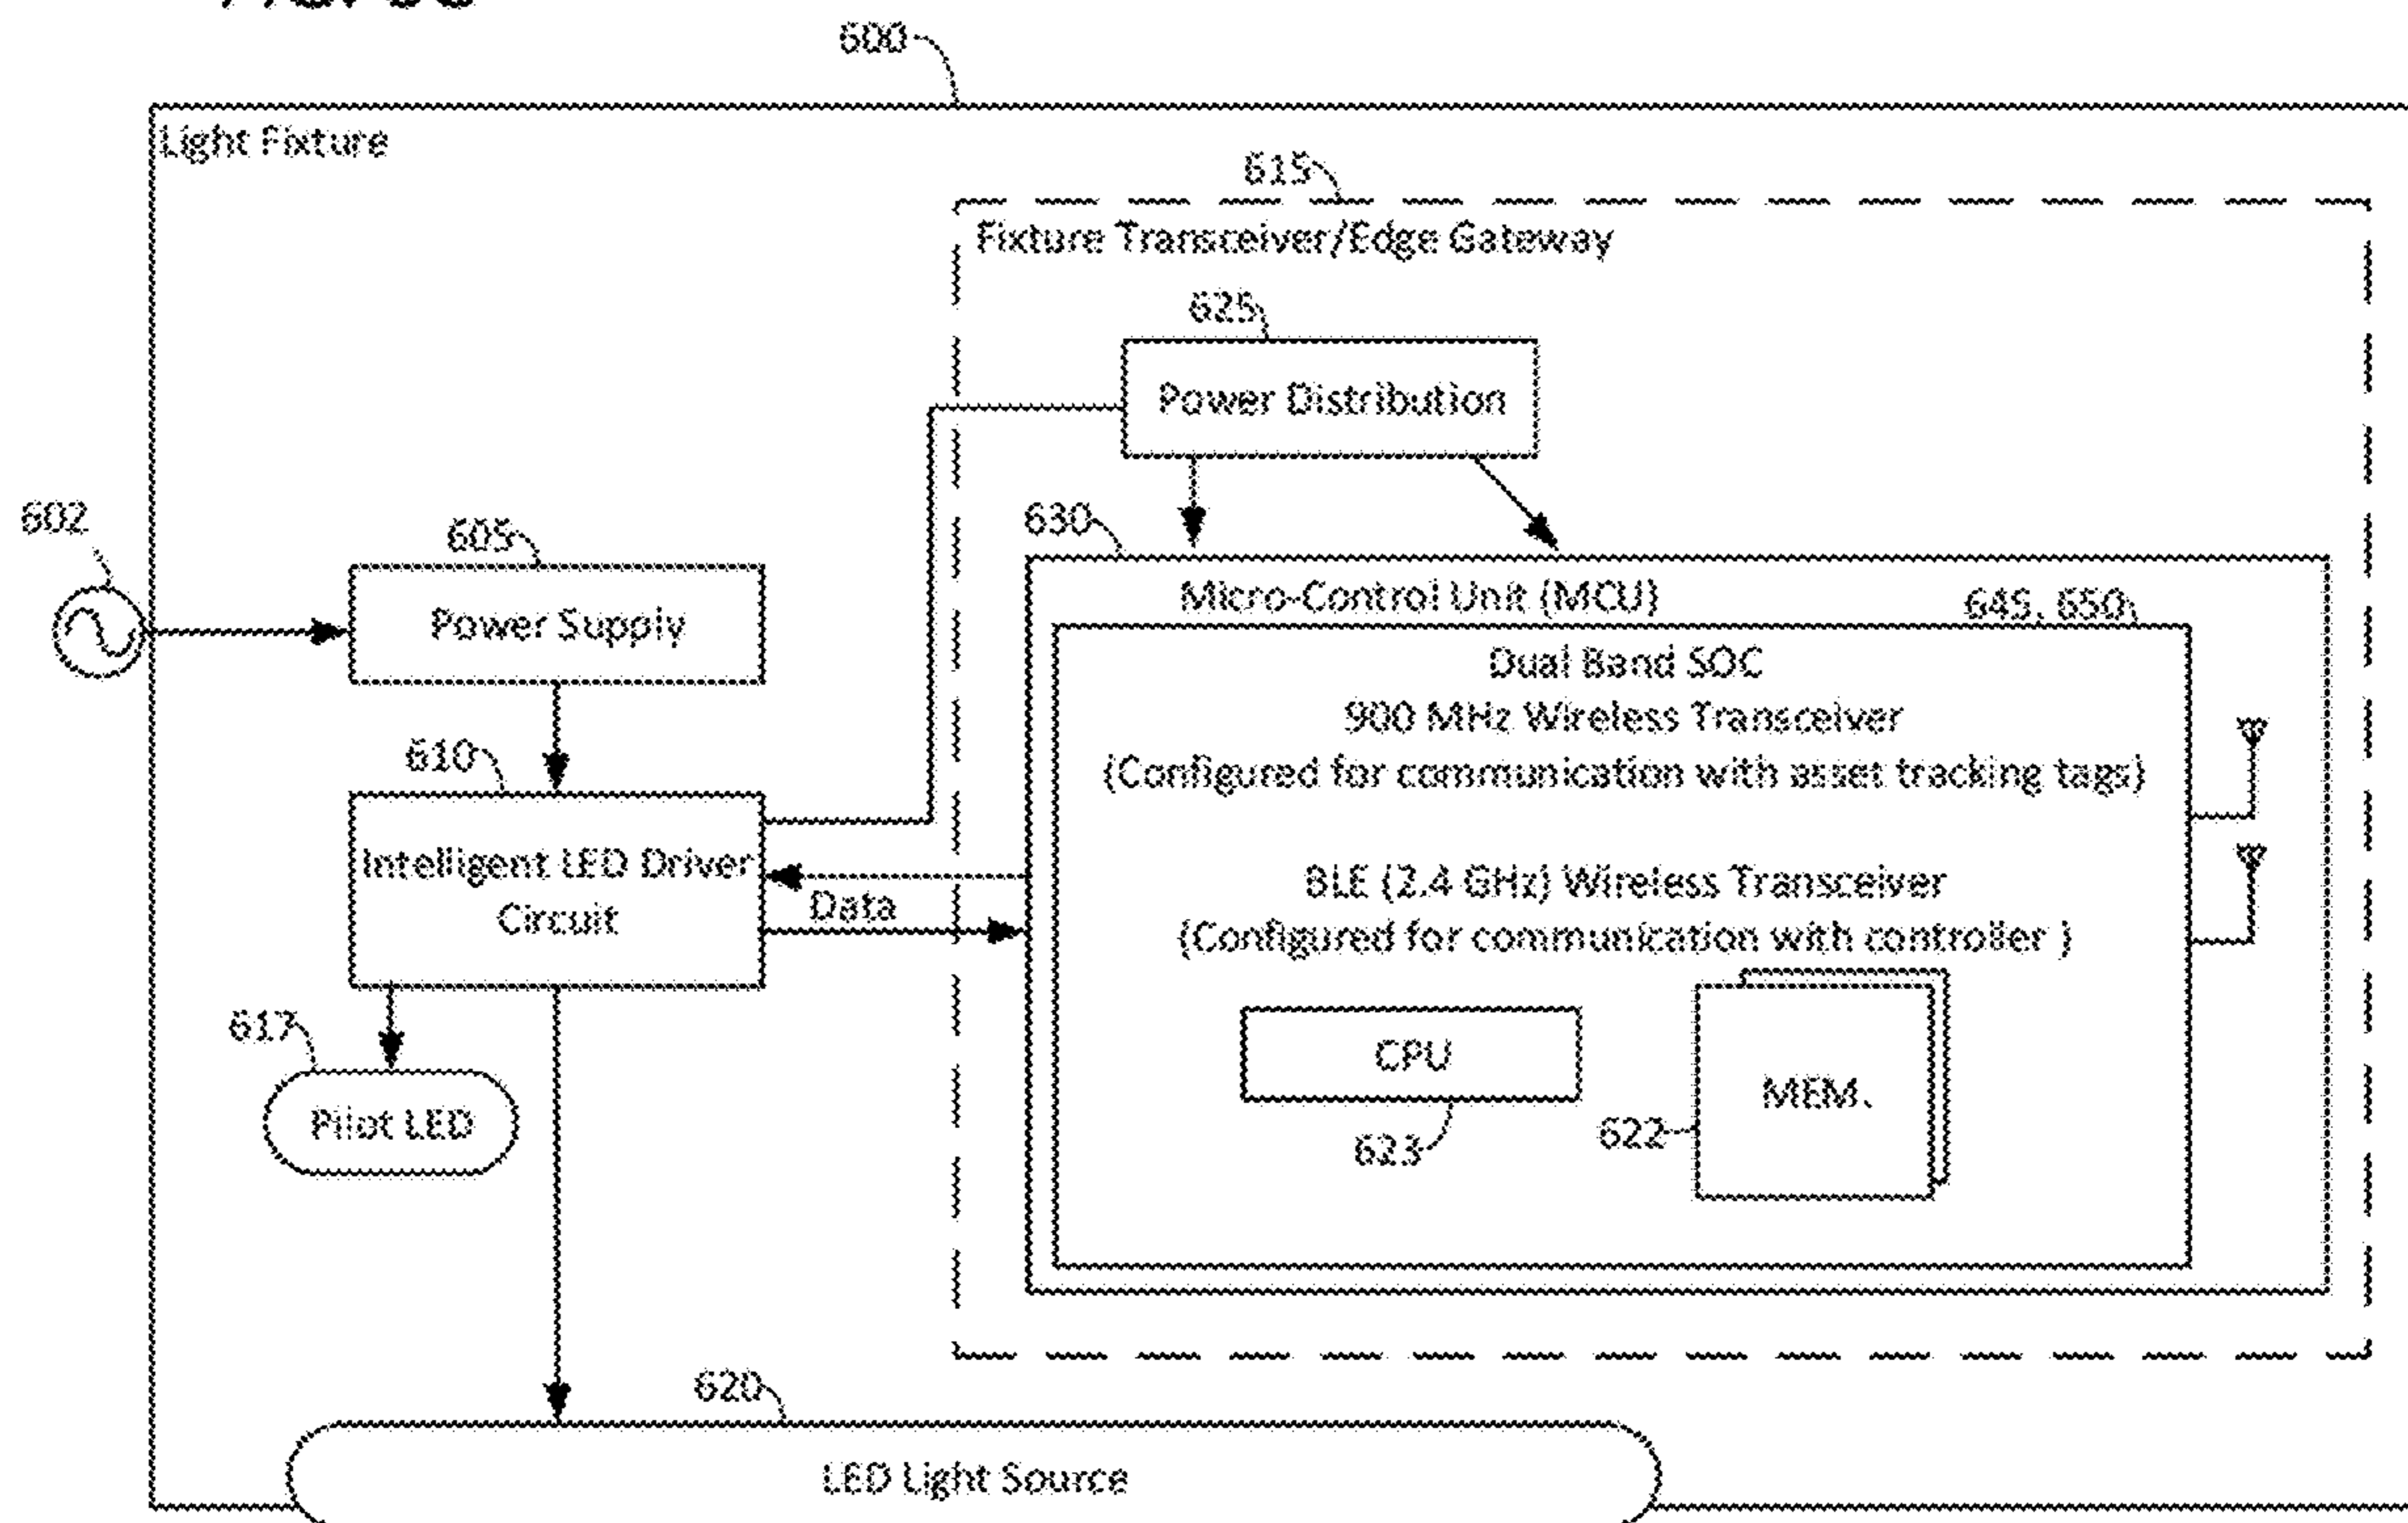 600
Light Fixture
615
Fixture Transceiver/Edge Gateway
625
Power Distribution
602
605
Power Supply
630
Micro-Control Unit (MCU)
645, 650
Dual Band SOC
900 MHz Wireless Transceiver
(Configured for communication with asset tracking tags)
610
Intelligent LED Driver
Circuit
Data
BLE (2.4 GHz) Wireless Transceiver
(Configured for communication with controller )
617
Pilot LED
CPU
623
MEM.
622
620
LED Light Source